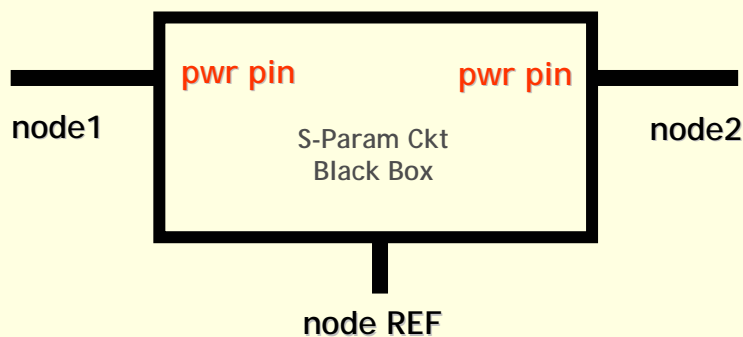 pwr pin
pwr pin
node1
node2
S-Param Ckt
Black Box
node REF